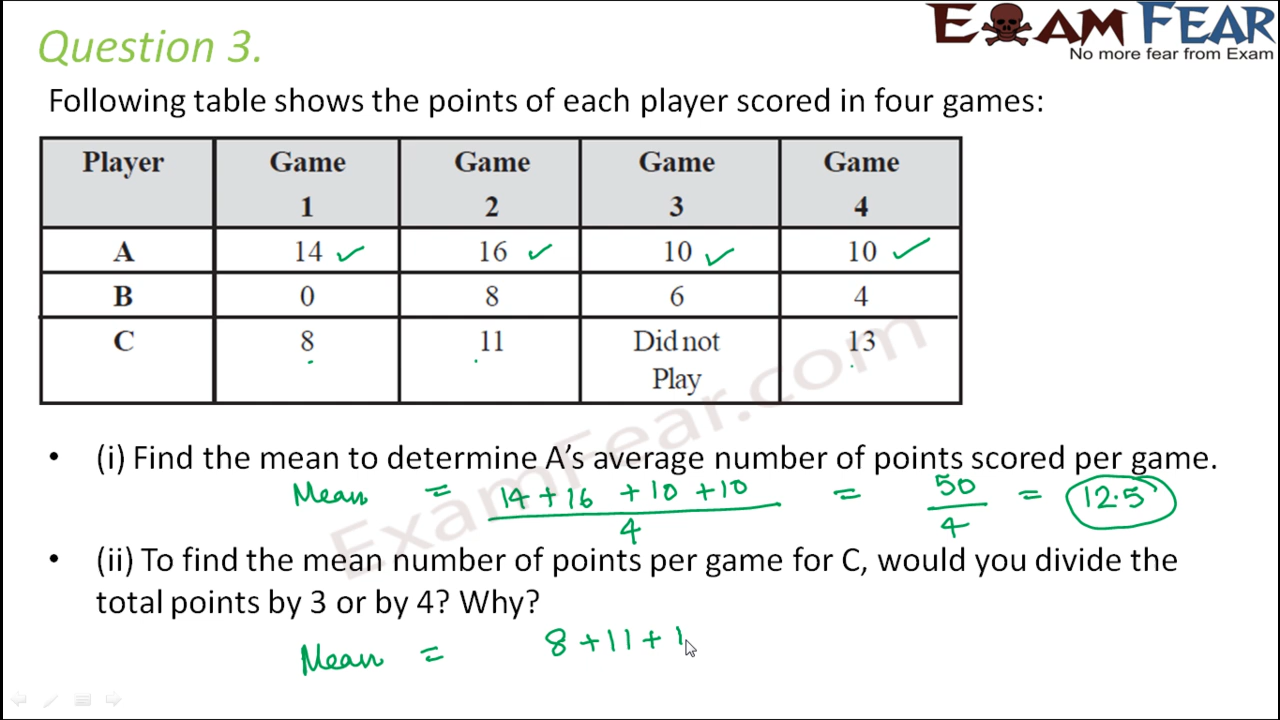 Question 3.
EXAM FEAR
No more fear from Exam
Following table shows the points of each player scored in four games:
Player Game 1 Game 2 Game 3 Game 4
A 14 16 10 10
B 0 8 6 4
C 8 11 Did not Play 13
• (i) Find the mean to determine A's average number of points scored per game.
Mean = 14 + 16 + 10 + 10 / 4 = 50 / 4 = 12.5
• (ii) To find the mean number of points per game for C, would you divide the
total points by 3 or by 4? Why?
Mean = 8 + 11 + 1
ExamFear.com